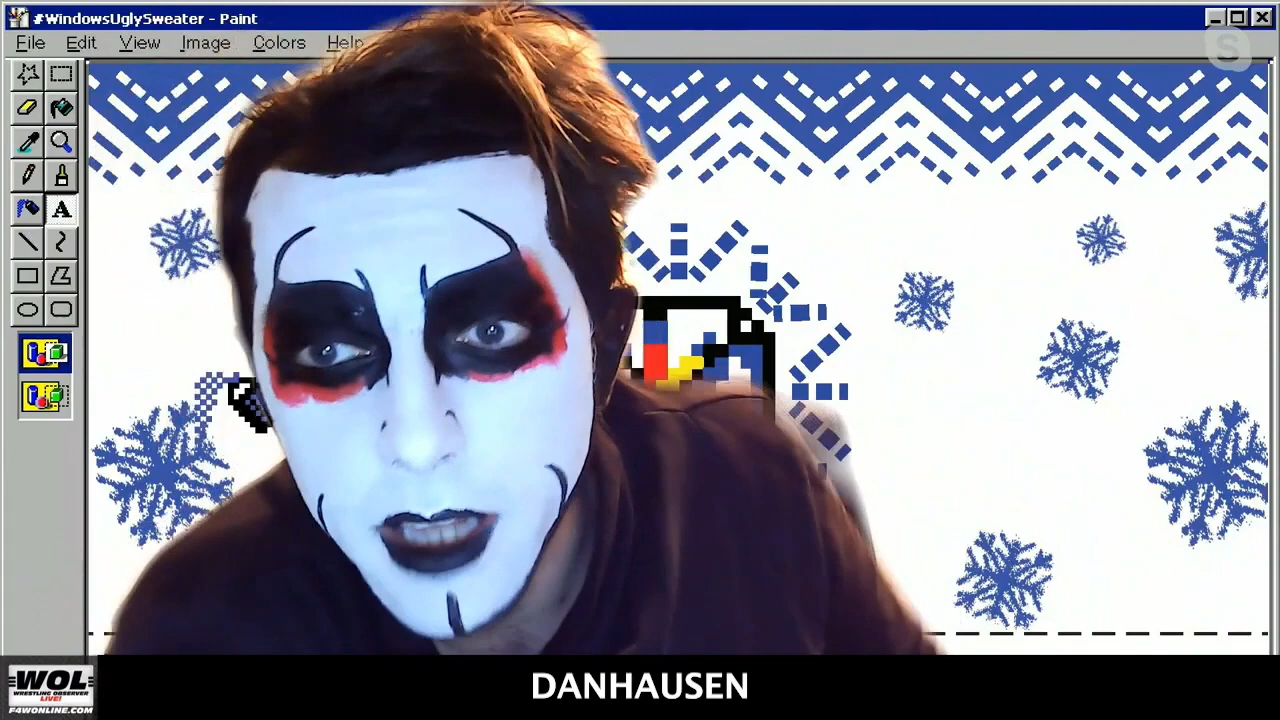 #WindowsUglySweater - Paint
File Edit View Image Colors Help
A
S
WOL
WRESTLING OBSERVER
LIVE!
F4WONLINE.COM
DANHAUSEN